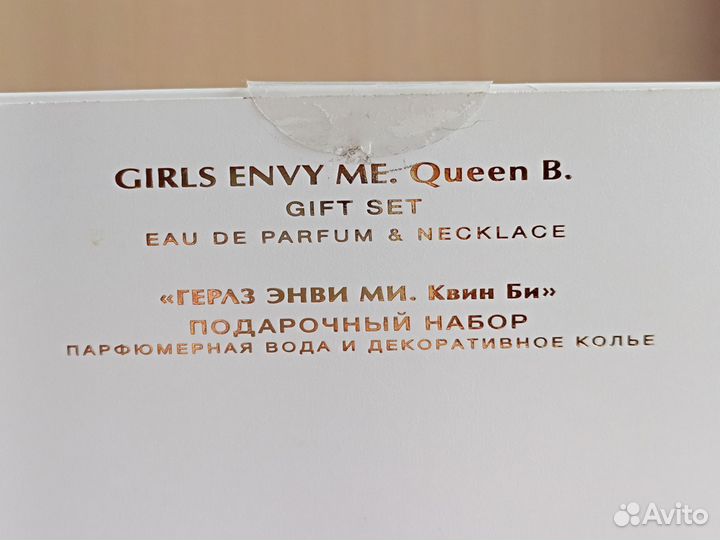 GIRLS ENVY ME. Queen B.
GIFT SET
EAU DE PARFUM & NECKLACE
«ГЕРЛЗ ЭНВИ МИ. Квин Би»
ПОДАРОЧНЫЙ НАБОР
ПАРФЮМЕРНАЯ ВОДА И ДЕКОРАТИВНОЕ КОЛЬЕ
Avito